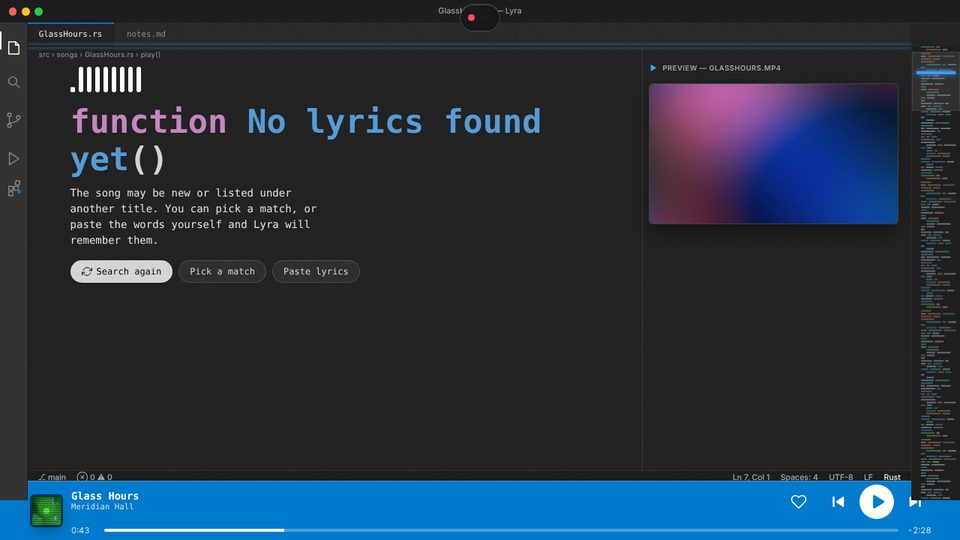 GlassHours.rs
notes.md
src › songs › GlassHours.rs › play()
PREVIEW — GLASSHOURS.MP4
function No lyrics found
yet()
The song may be new or listed under
another title. You can pick a match, or
paste the words yourself and Lyra will
remember them.
Search again
Pick a match
Paste lyrics
main
0
0
Ln 7, Col 1
Spaces: 4
UTF-8
LF
Rust
Glass Hours
Meridian Hall
0:43
-2:28
— Lyra